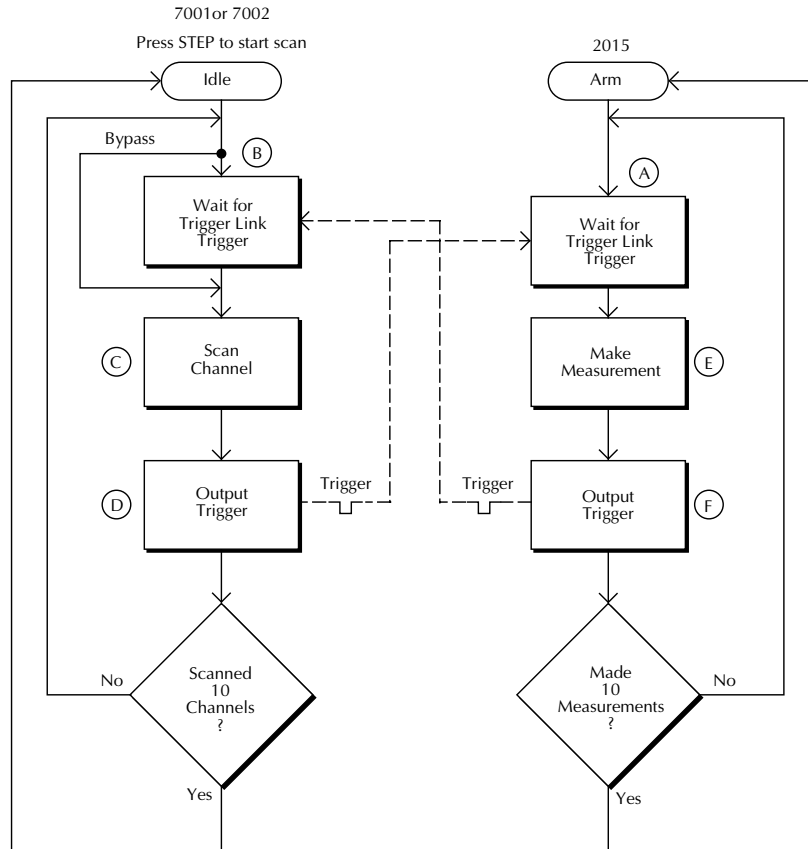 7001or 7002
Press STEP to start scan
Idle
Bypass
B
Wait for
Trigger Link
Trigger
C
Scan
Channel
D
Output
Trigger
Trigger
Scanned
10
Channels
?
No
Yes
2015
Arm
A
Wait for
Trigger Link
Trigger
Make
Measurement
E
Trigger
Output
Trigger
F
Made
10
Measurements
?
No
Yes